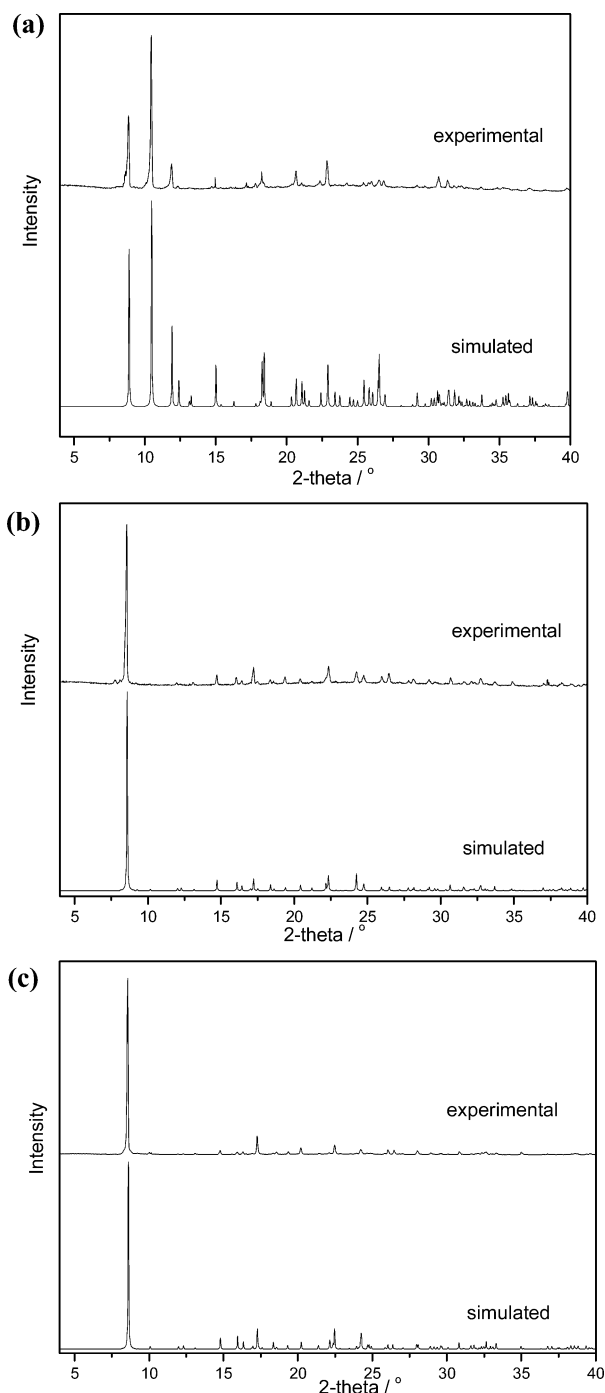 (a)
experimental
simulated
Intensity
5 10 15 20 25 30 35 40
2-theta / °
(b)
experimental
simulated
Intensity
5 10 15 20 25 30 35 40
2-theta / °
(c)
experimental
simulated
Intensity
5 10 15 20 25 30 35 40
2-theta / °